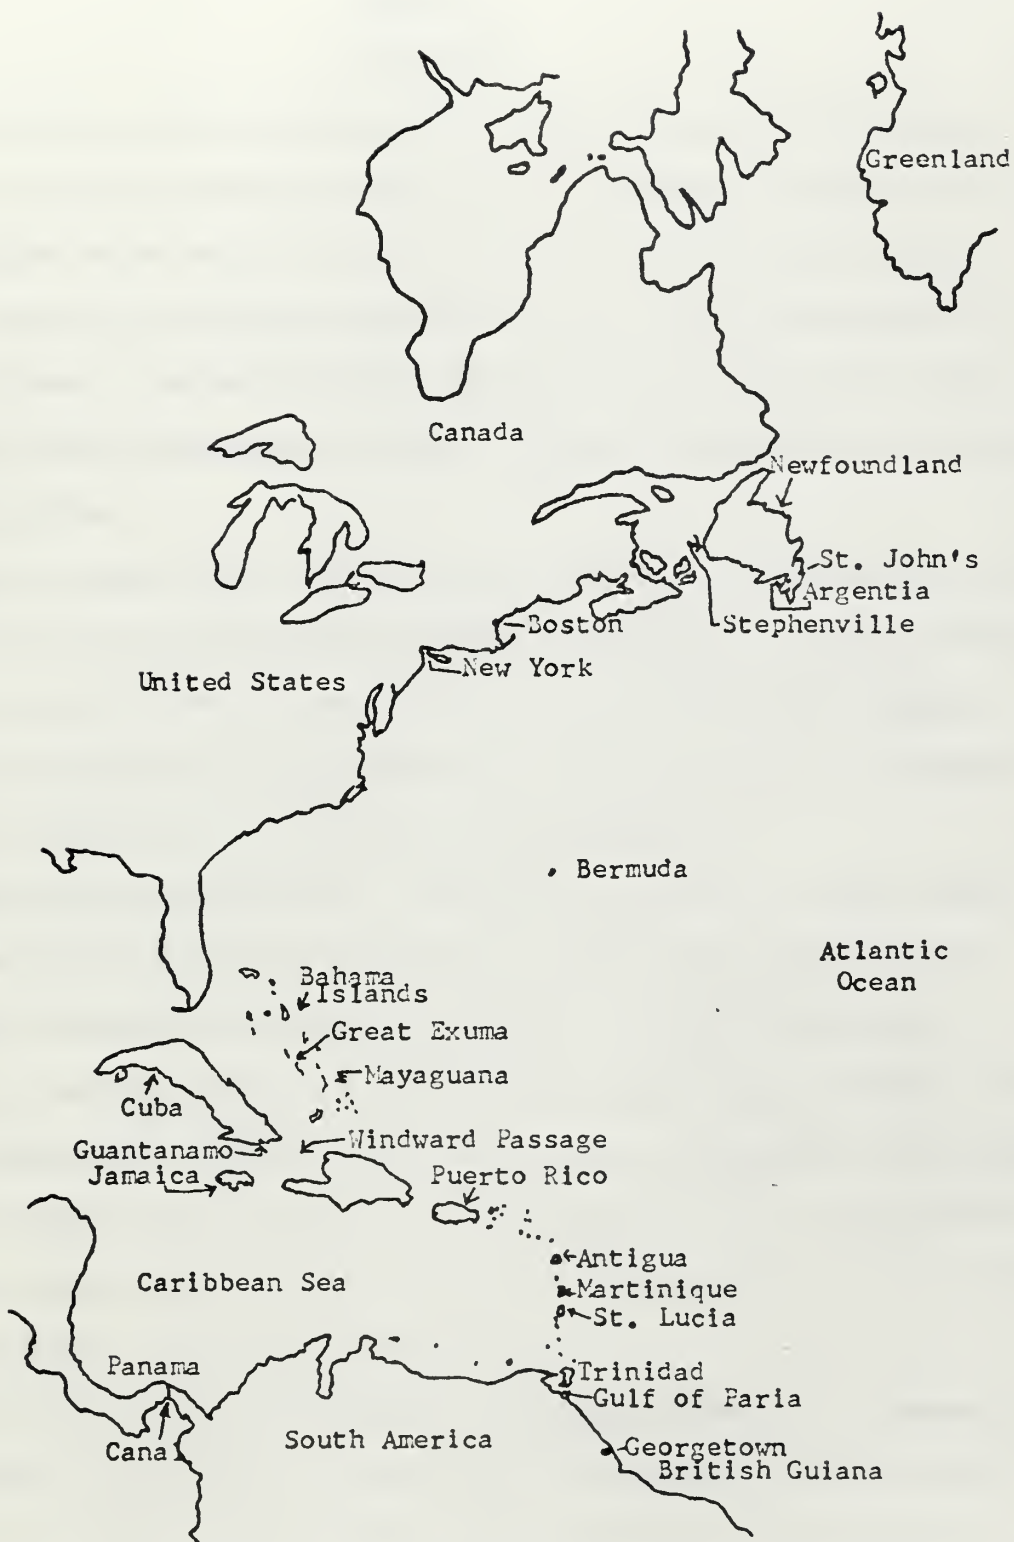 Greenland
Canada
Newfoundland
St. John's
Argentia
Boston
Stephenville
New York
United States
Bermuda
Atlantic
Ocean
Bahama
Islands
Great Exuma
Mayaguana
Cuba
Windward Passage
Guantanamo
Jamaica
Puerto Rico
Antigua
Caribbean Sea
Martinique
St. Lucia
Panama
Trinidad
Gulf of Paria
South America
Canal
Georgetown
British Guiana